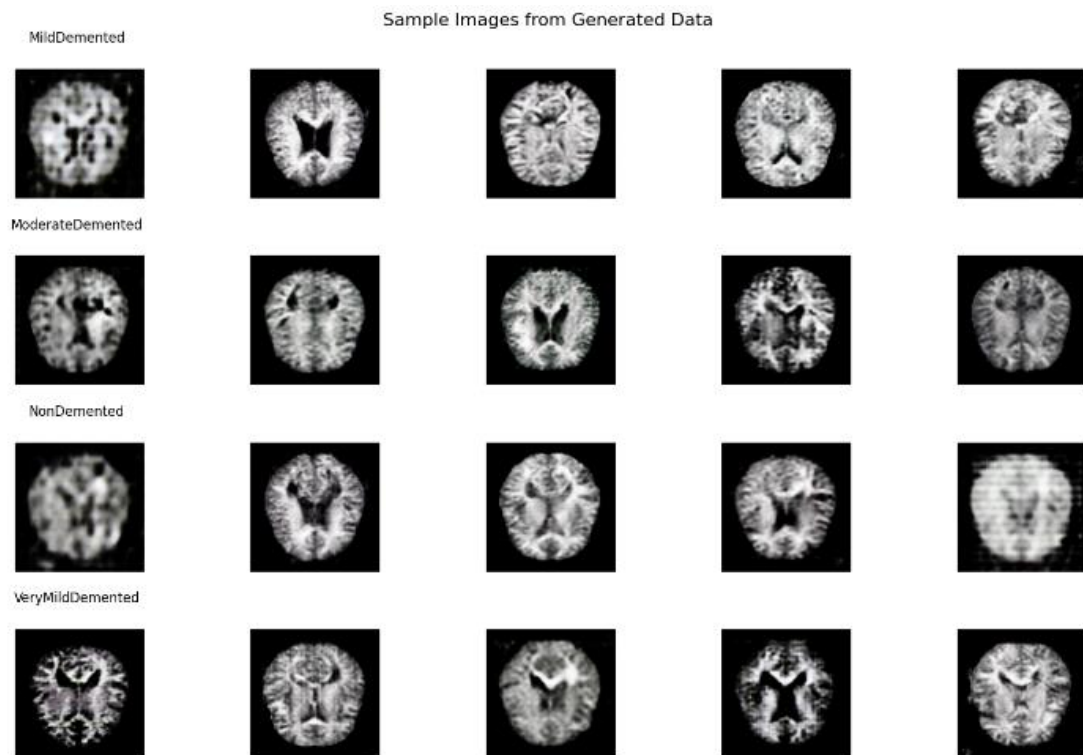 Sample Images from Generated Data
MildDemented
ModerateDemented
NonDemented
VeryMildDemented